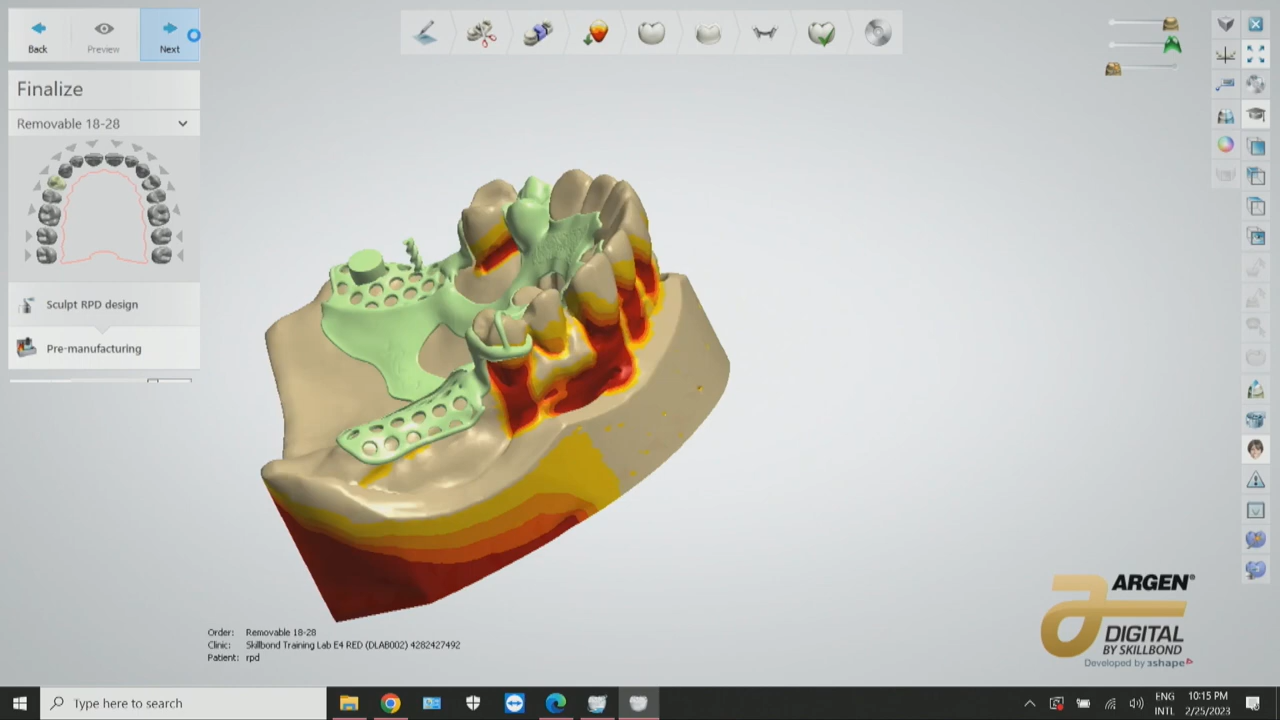 Back
Preview
Next
Finalize
Removable 18-28
Sculpt RPD design
Pre-manufacturing
Order: Removable 18-28
Clinic: Skillbond Training Lab E4 RED (DLAB002) 4282427492
Patient: rpd
ARGEN®
DIGITAL
BY SKILLBOND
Developed by 3shape
Type here to search
ENG
INTL
10:15 PM
2/25/2023